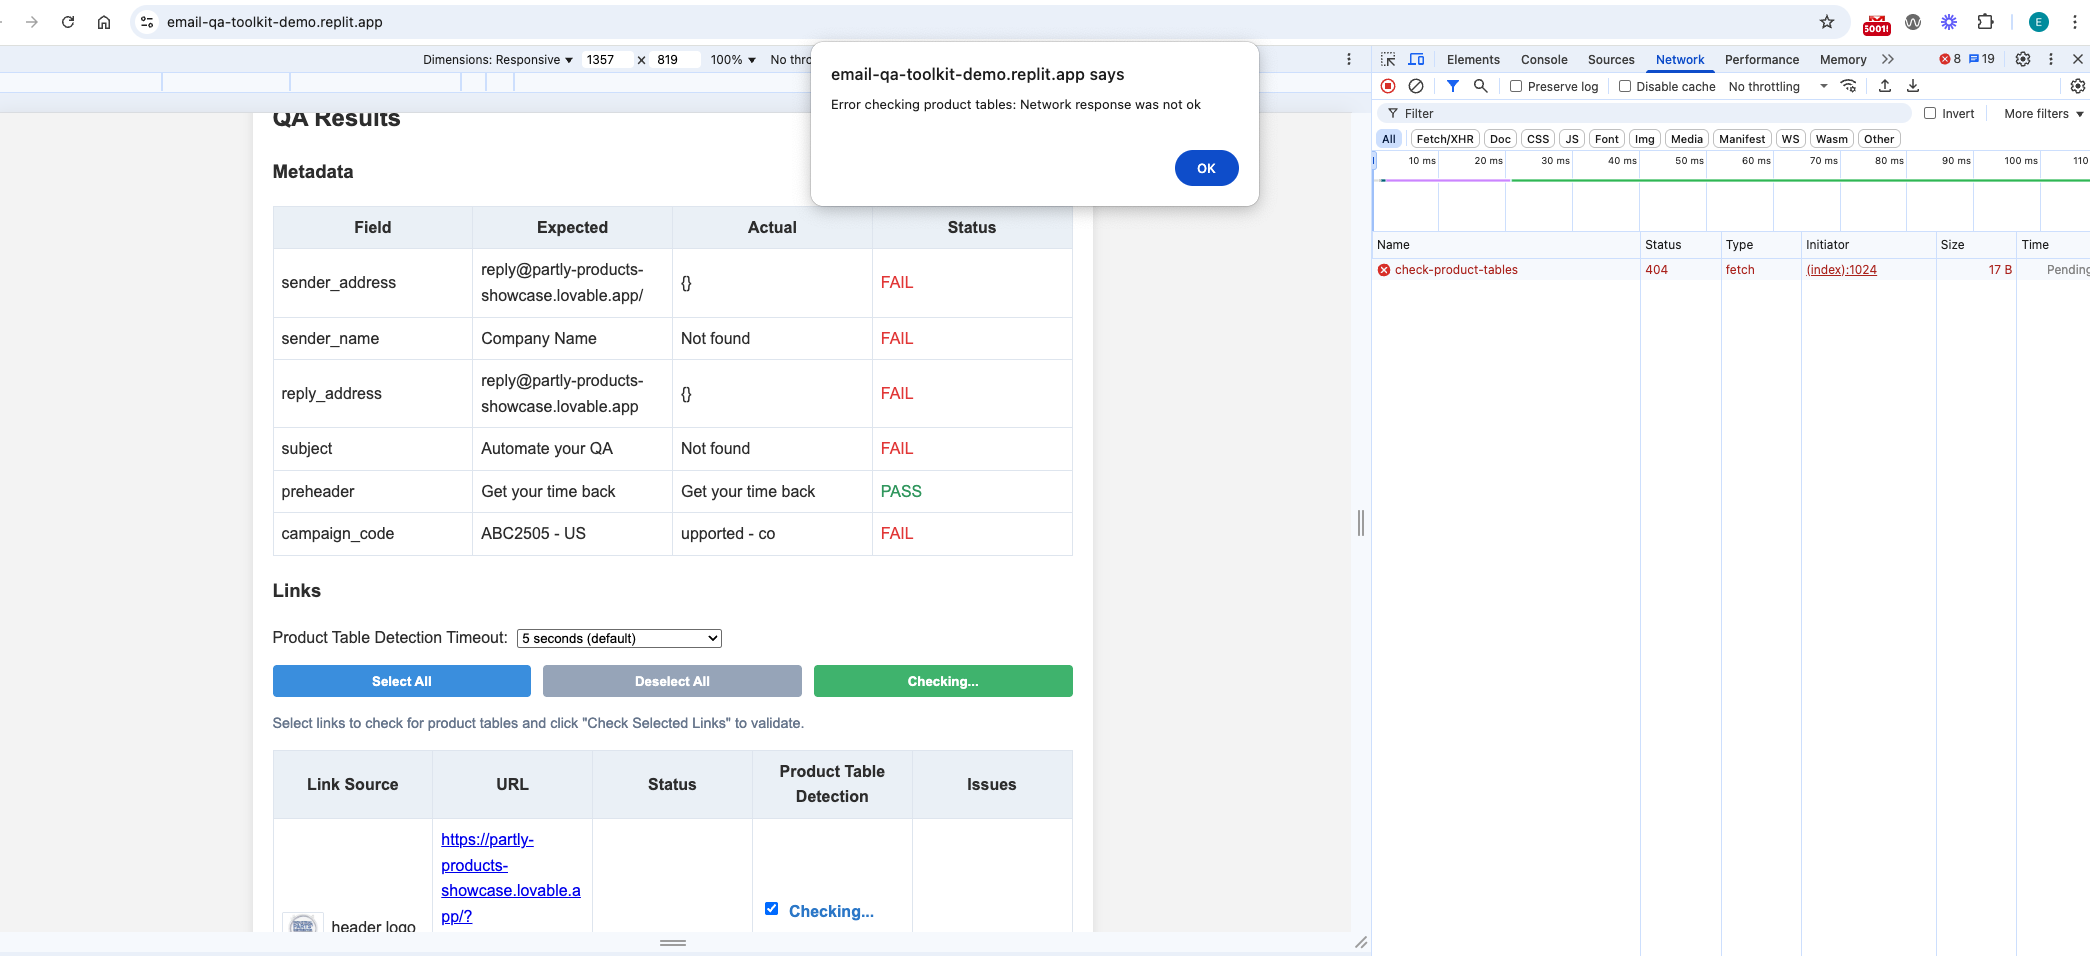 email-qa-toolkit-demo.replit.app
5001!
E
Dimensions: Responsive
1357
x
819
100%
No thro
email-qa-toolkit-demo.replit.app says
Error checking product tables: Network response was not ok
OK
Elements
Console
Sources
Network
Performance
Memory
8
19
Preserve log
Disable cache
No throttling
Filter
Invert
More filters
All
Fetch/XHR
Doc
CSS
JS
Font
Img
Media
Manifest
WS
Wasm
Other
10 ms
20 ms
30 ms
40 ms
50 ms
60 ms
70 ms
80 ms
90 ms
100 ms
110
Name
Status
Type
Initiator
Size
Time
check-product-tables
404
fetch
(index):1024
17 B
Pending
QA Results
Metadata
Field
Expected
Actual
Status
sender_address
reply@partly-products-
showcase.lovable.app/
{}
FAIL
sender_name
Company Name
Not found
FAIL
reply_address
reply@partly-products-
showcase.lovable.app
{}
FAIL
subject
Automate your QA
Not found
FAIL
preheader
Get your time back
Get your time back
PASS
campaign_code
ABC2505 - US
upported - co
FAIL
Links
Product Table Detection Timeout:
5 seconds (default)
Select All
Deselect All
Checking...
Select links to check for product tables and click "Check Selected Links" to validate.
Link Source
URL
Status
Product Table
Detection
Issues
header logo
https://partly-
products-
showcase.lovable.a
pp/?
Checking...